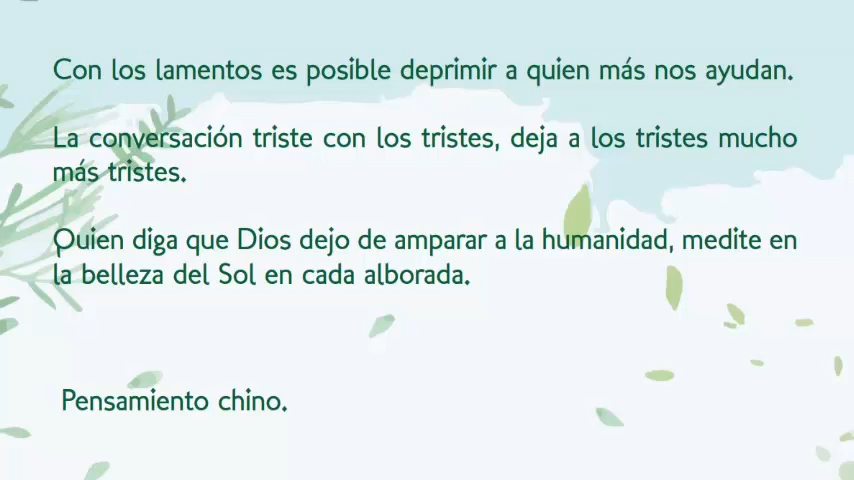 Con los lamentos es posible deprimir a quien más nos ayudan.
La conversación triste con los tristes, deja a los tristes mucho
más tristes.
Quien diga que Dios dejo de amparar a la humanidad, medite en
la belleza del Sol en cada alborada.
Pensamiento chino.